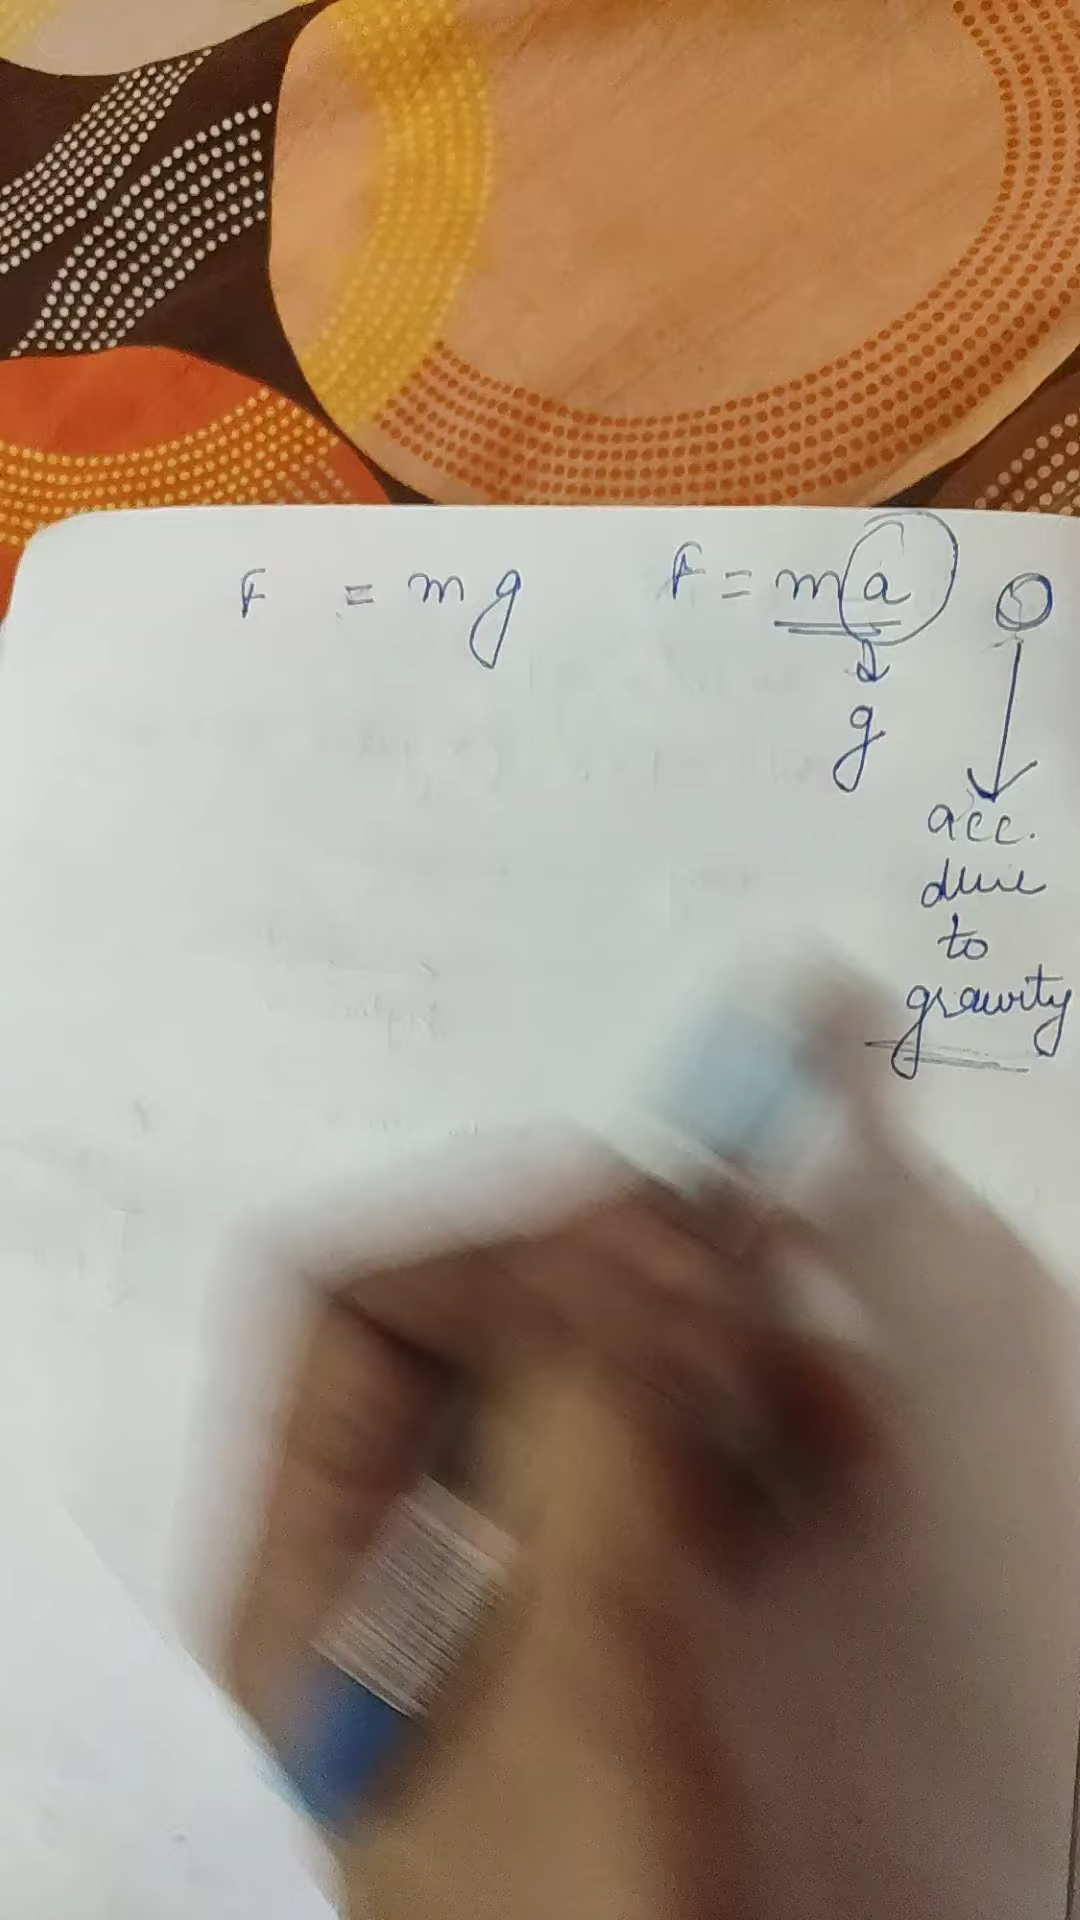 F = mg F = ma
g
acc.
due
to
gravity